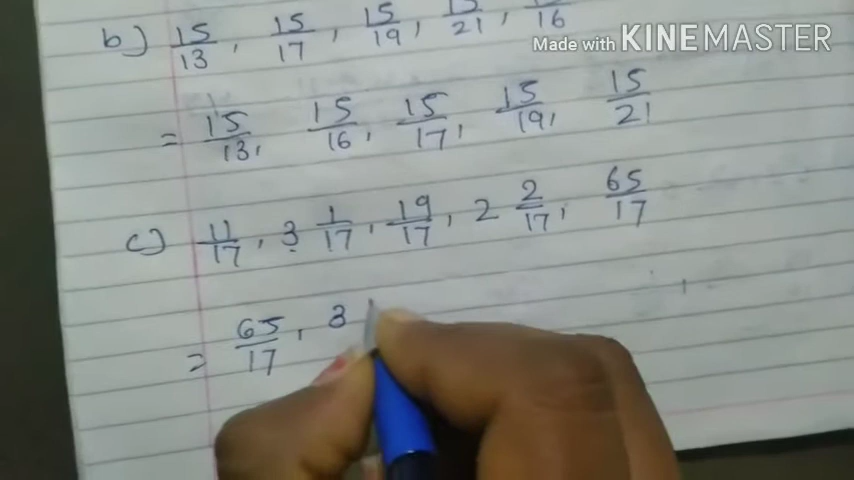 b) 15/13, 15/17, 15/19, 15/21, 15/16
Made with KINEMASTER
= 15/13, 15/16, 15/17, 15/19, 15/21
c) 11/17, 3 1/17, 19/17, 2 2/17, 65/17
= 65/17, 3